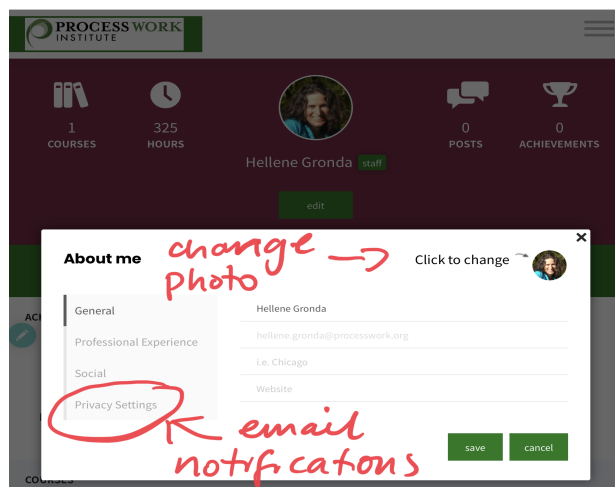 PROCESS WORK
INSTITUTE
1
COURSES
325
HOURS
0
POSTS
0
ACHIEVEMENTS
Hellene Gronda staff
edit
change
photo
About me
Click to change
General
Professional Experience
Social
Privacy Settings
Hellene Gronda
hellene.gronda@processwork.org
i.e. Chicago
Website
email
notifications
save
cancel